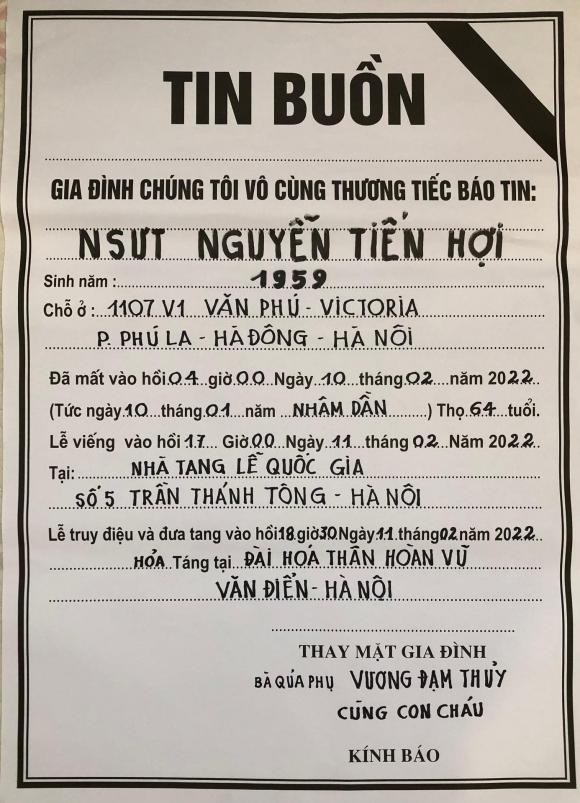 TIN BUỒN
GIA ĐÌNH CHÚNG TÔI VÔ CÙNG THƯƠNG TIẾC BÁO TIN:
NSƯT NGUYỄN TIẾN HỢI
Sinh năm : 1959
Chỗ ở : 1107 V1 VĂN PHÚ - VICTORIA
P. PHÚ LA - HÀ ĐÔNG - HÀ NỘI
Đã mất vào hồi 04 giờ 00 Ngày 10 tháng 02 năm 2022
(Tức ngày 10 tháng 01 năm NHÂM DẦN ) Thọ 64 tuổi.
Lễ viếng vào hồi 17 Giờ 00 Ngày 11 tháng 02 Năm 2022
Tại: NHÀ TANG LỄ QUỐC GIA
SỐ 5 TRẦN THÁNH TÔNG - HÀ NỘI
Lễ truy điệu và đưa tang vào hồi 18 giờ 30 Ngày 11 tháng 02 năm 2022
HỎA Táng tại ĐÀI HOÁ THÂN HOÀN VŨ
VĂN ĐIỂN - HÀ NỘI
THAY MẶT GIA ĐÌNH
BÀ QUẢ PHỤ VƯƠNG ĐẠM THỦY
CÙNG CON CHÁU
KÍNH BÁO